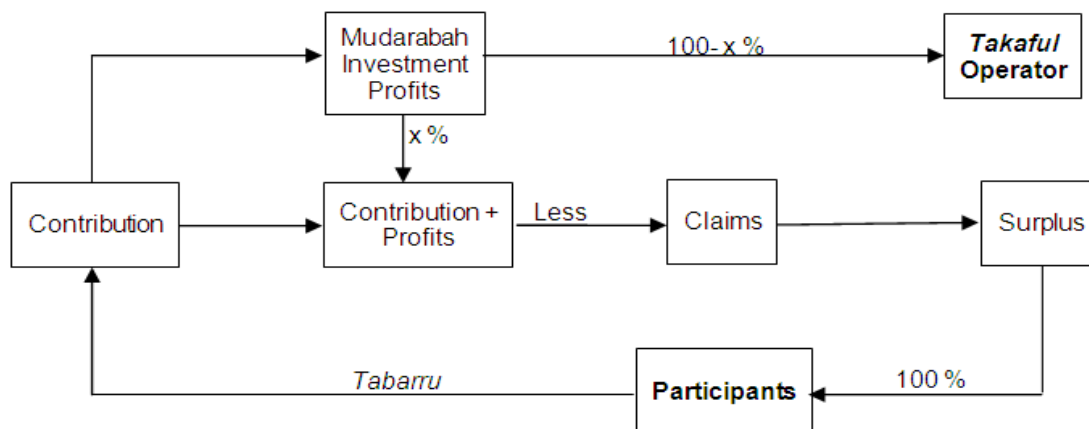 Mudarabah
Investment
Profits
100- x %
Takaful
Operator
x %
Contribution
Contribution +
Profits
Less
Claims
Surplus
Tabarru
Participants
100 %